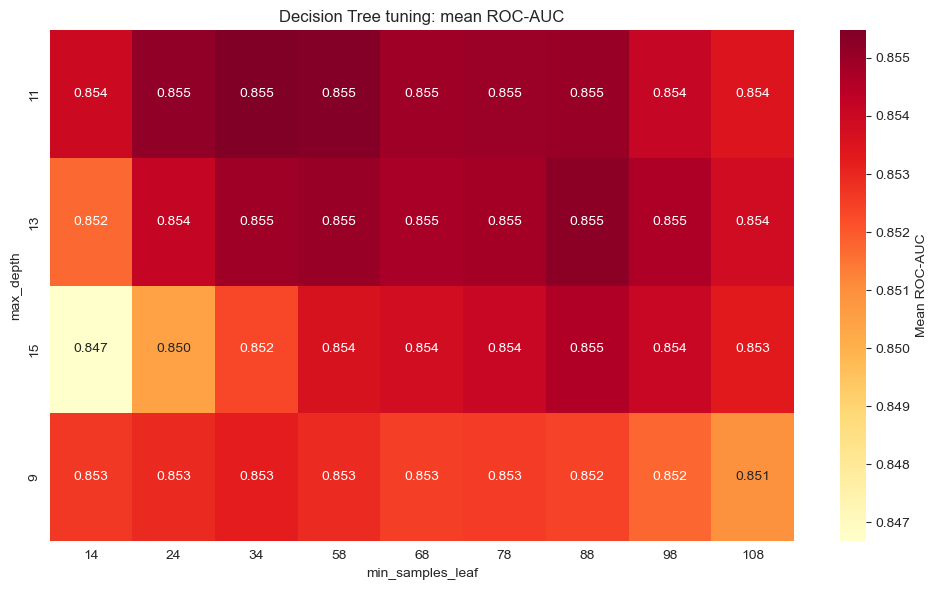 Decision Tree tuning: mean ROC-AUC
11 0.854 0.855 0.855 0.855 0.855 0.855 0.855 0.854 0.854
13 0.852 0.854 0.855 0.855 0.855 0.855 0.855 0.855 0.854
15 0.847 0.850 0.852 0.854 0.854 0.854 0.855 0.854 0.853
9 0.853 0.853 0.853 0.853 0.853 0.853 0.852 0.852 0.851
14 24 34 58 68 78 88 98 108
min_samples_leaf
max_depth
0.855
0.854
0.853
0.852
0.851
0.850
0.849
0.848
0.847
Mean ROC-AUC